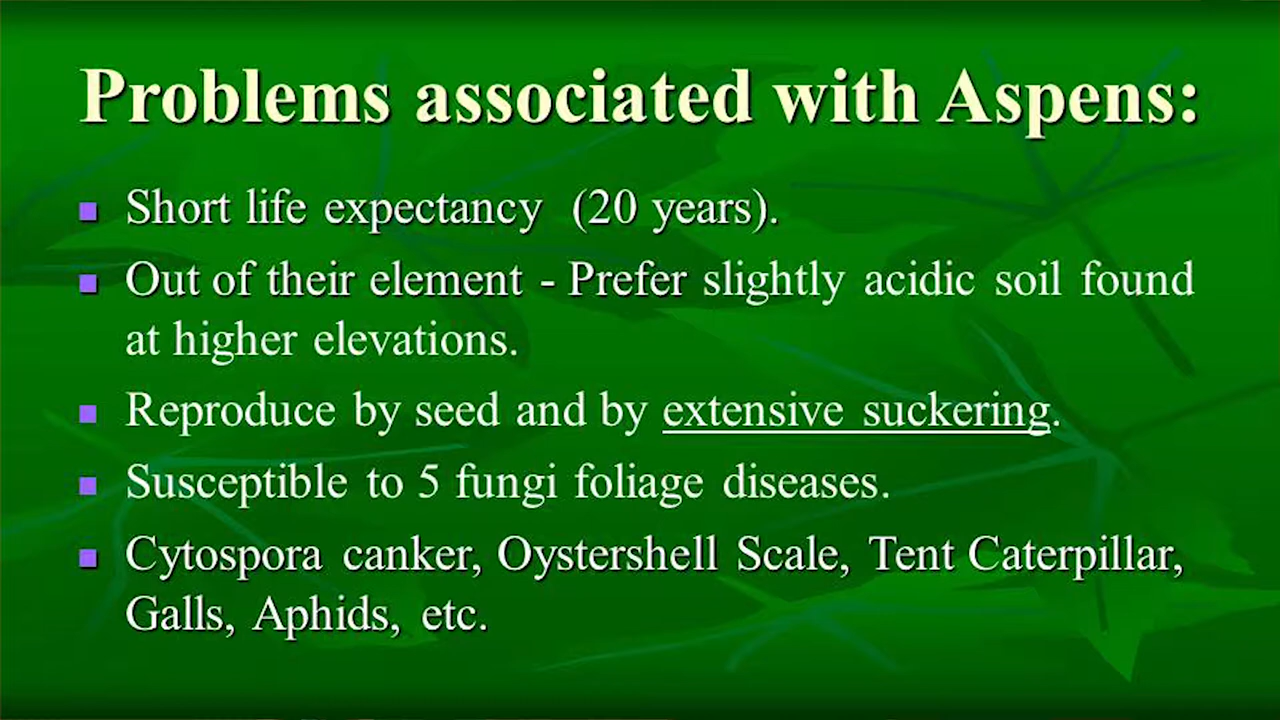 Problems associated with Aspens:
Short life expectancy (20 years).
Out of their element - Prefer slightly acidic soil found
at higher elevations.
Reproduce by seed and by extensive suckering.
Susceptible to 5 fungi foliage diseases.
Cytospora canker, Oystershell Scale, Tent Caterpillar,
Galls, Aphids, etc.